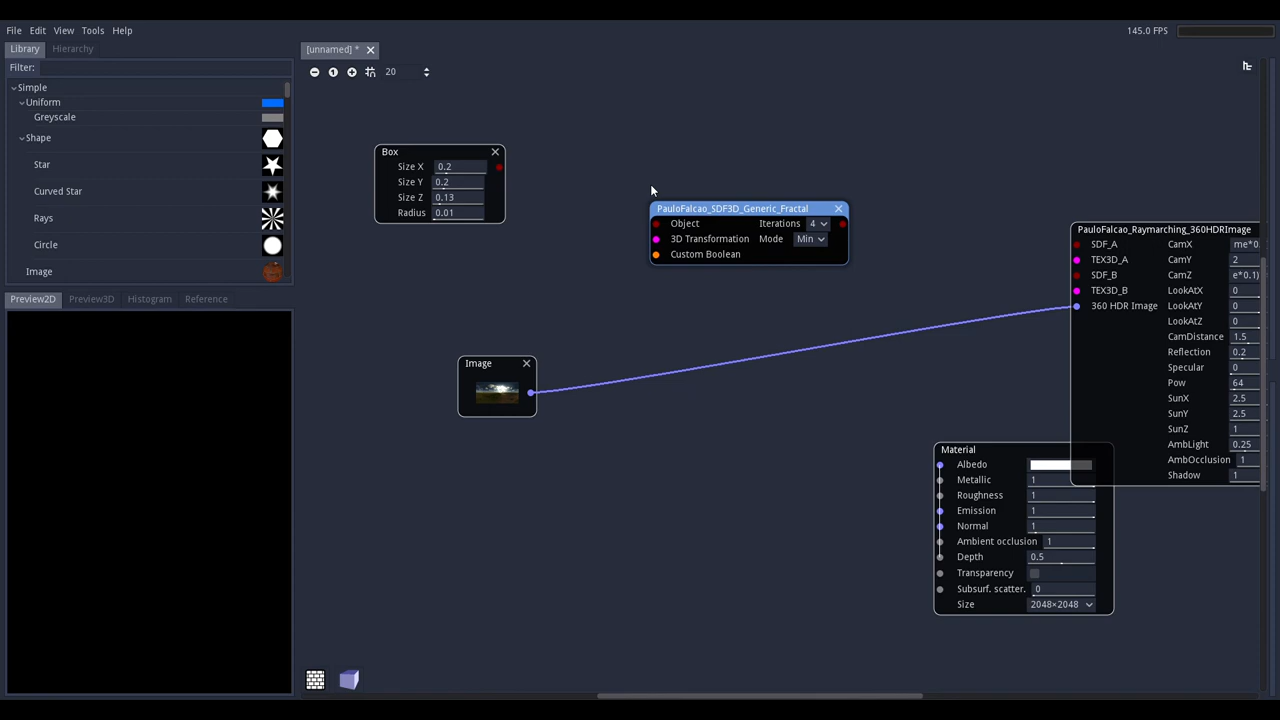 File Edit View Tools Help
145.0 FPS
Library Hierarchy
Filter:
Simple
Uniform
Greyscale
Shape
Star
Curved Star
Rays
Circle
Image
Preview2D Preview3D Histogram Reference
[unnamed] *
1 20
Box
Size X 0.2
Size Y 0.2
Size Z 0.13
Radius 0.01
PauloFalcao_SDF3D_Generic_Fractal
Object Iterations 4
3D Transformation Mode Min
Custom Boolean
Image
PauloFalcao_Raymarching_360HDRImage
SDF_A CamX me*0.
TEX3D_A CamY 2
SDF_B CamZ e*0.1)
TEX3D_B LookAtX 0
360 HDR Image LookAtY 0
LookAtZ 0
CamDistance 1.5
Reflection 0.2
Specular 0
Pow 64
SunX 2.5
SunY 2.5
SunZ 1
AmbLight 0.25
AmbOcclusion 1
Shadow 1
Material
Albedo
Metallic 1
Roughness 1
Emission 1
Normal 1
Ambient occlusion 1
Depth 0.5
Transparency
Subsurf. scatter. 0
Size 2048×2048